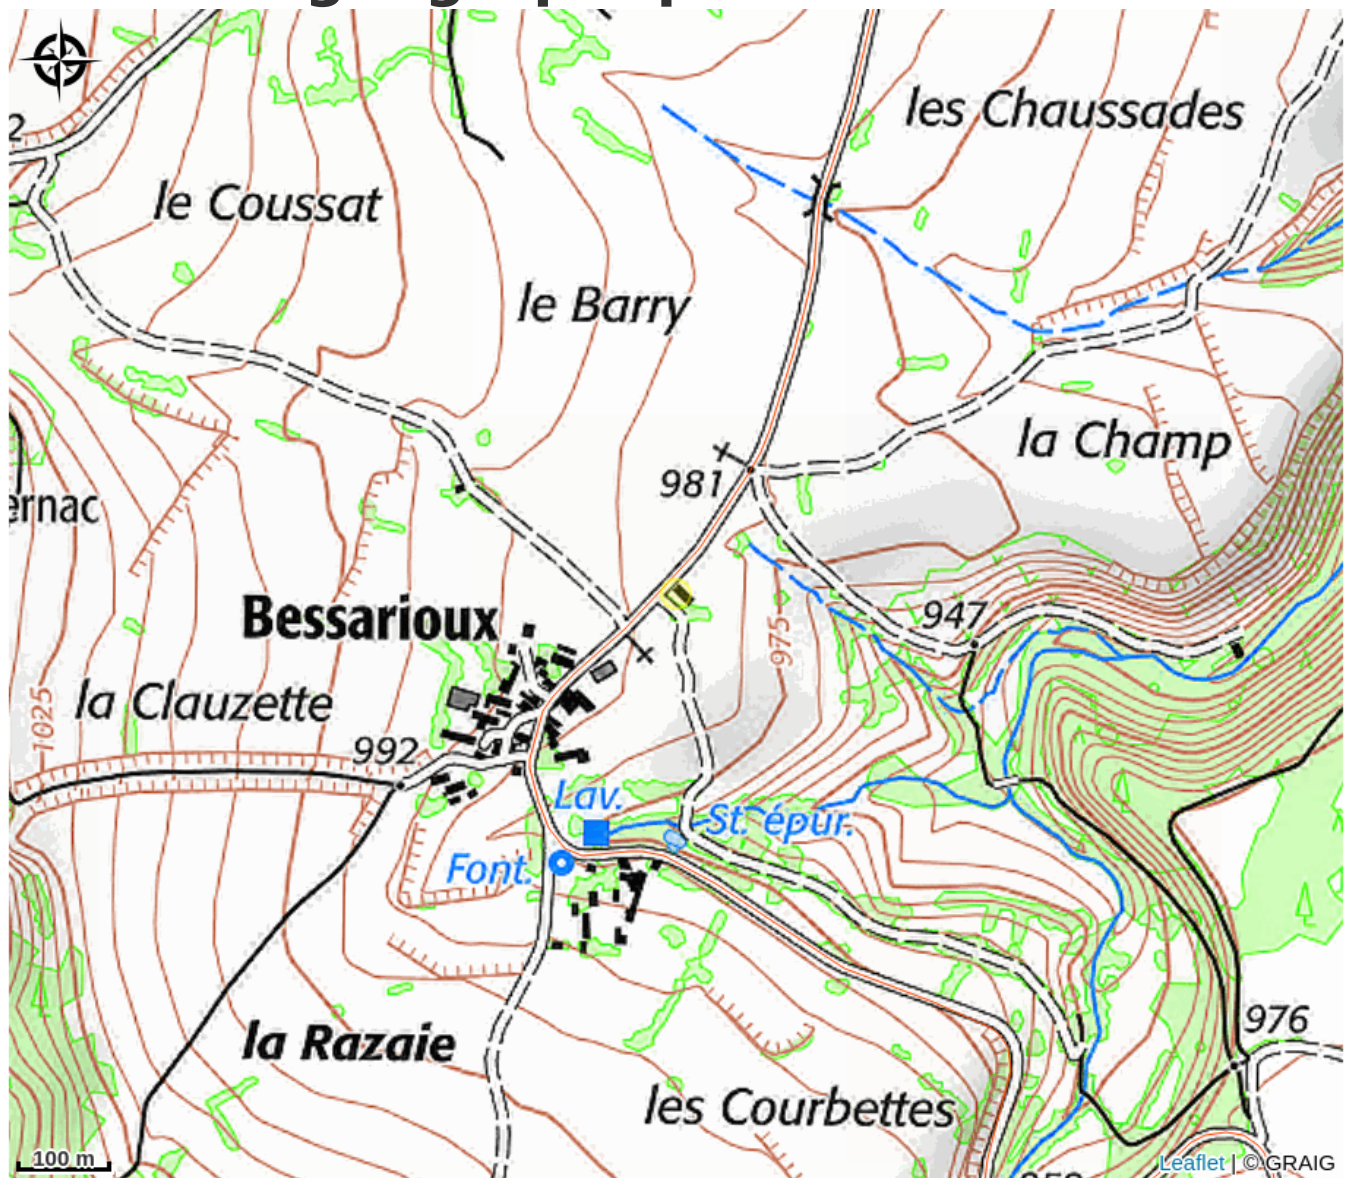 les Chaussades
2
le Coussat
le Barry
la Champ
981
ernac
Bessarioux
947
975
la Clauzette
1025
992
Lav.
St. épur.
Font.
976
la Razaie
les Courbettes
100 m
Leaflet | © GRAIG